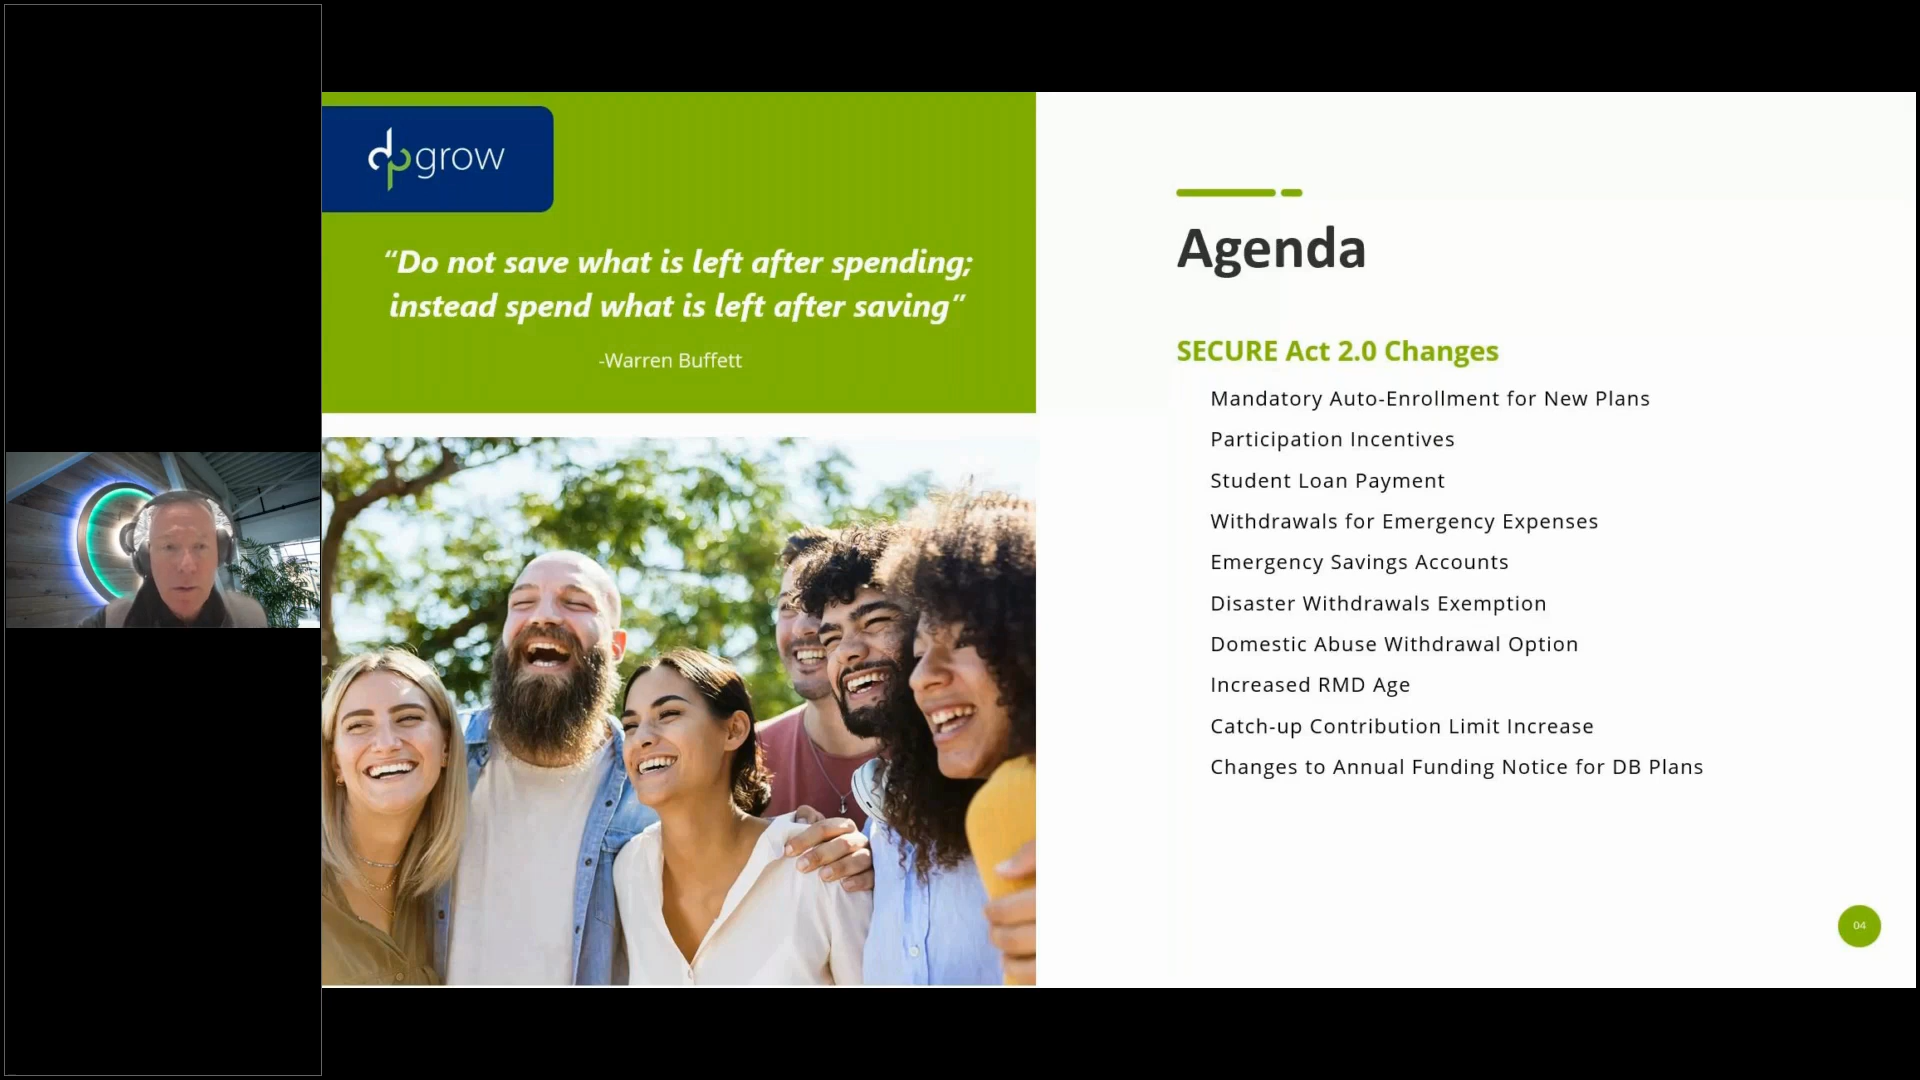 dpgrow
“Do not save what is left after spending;
instead spend what is left after saving”
-Warren Buffett
Agenda
SECURE Act 2.0 Changes
Mandatory Auto-Enrollment for New Plans
Participation Incentives
Student Loan Payment
Withdrawals for Emergency Expenses
Emergency Savings Accounts
Disaster Withdrawals Exemption
Domestic Abuse Withdrawal Option
Increased RMD Age
Catch-up Contribution Limit Increase
Changes to Annual Funding Notice for DB Plans
04